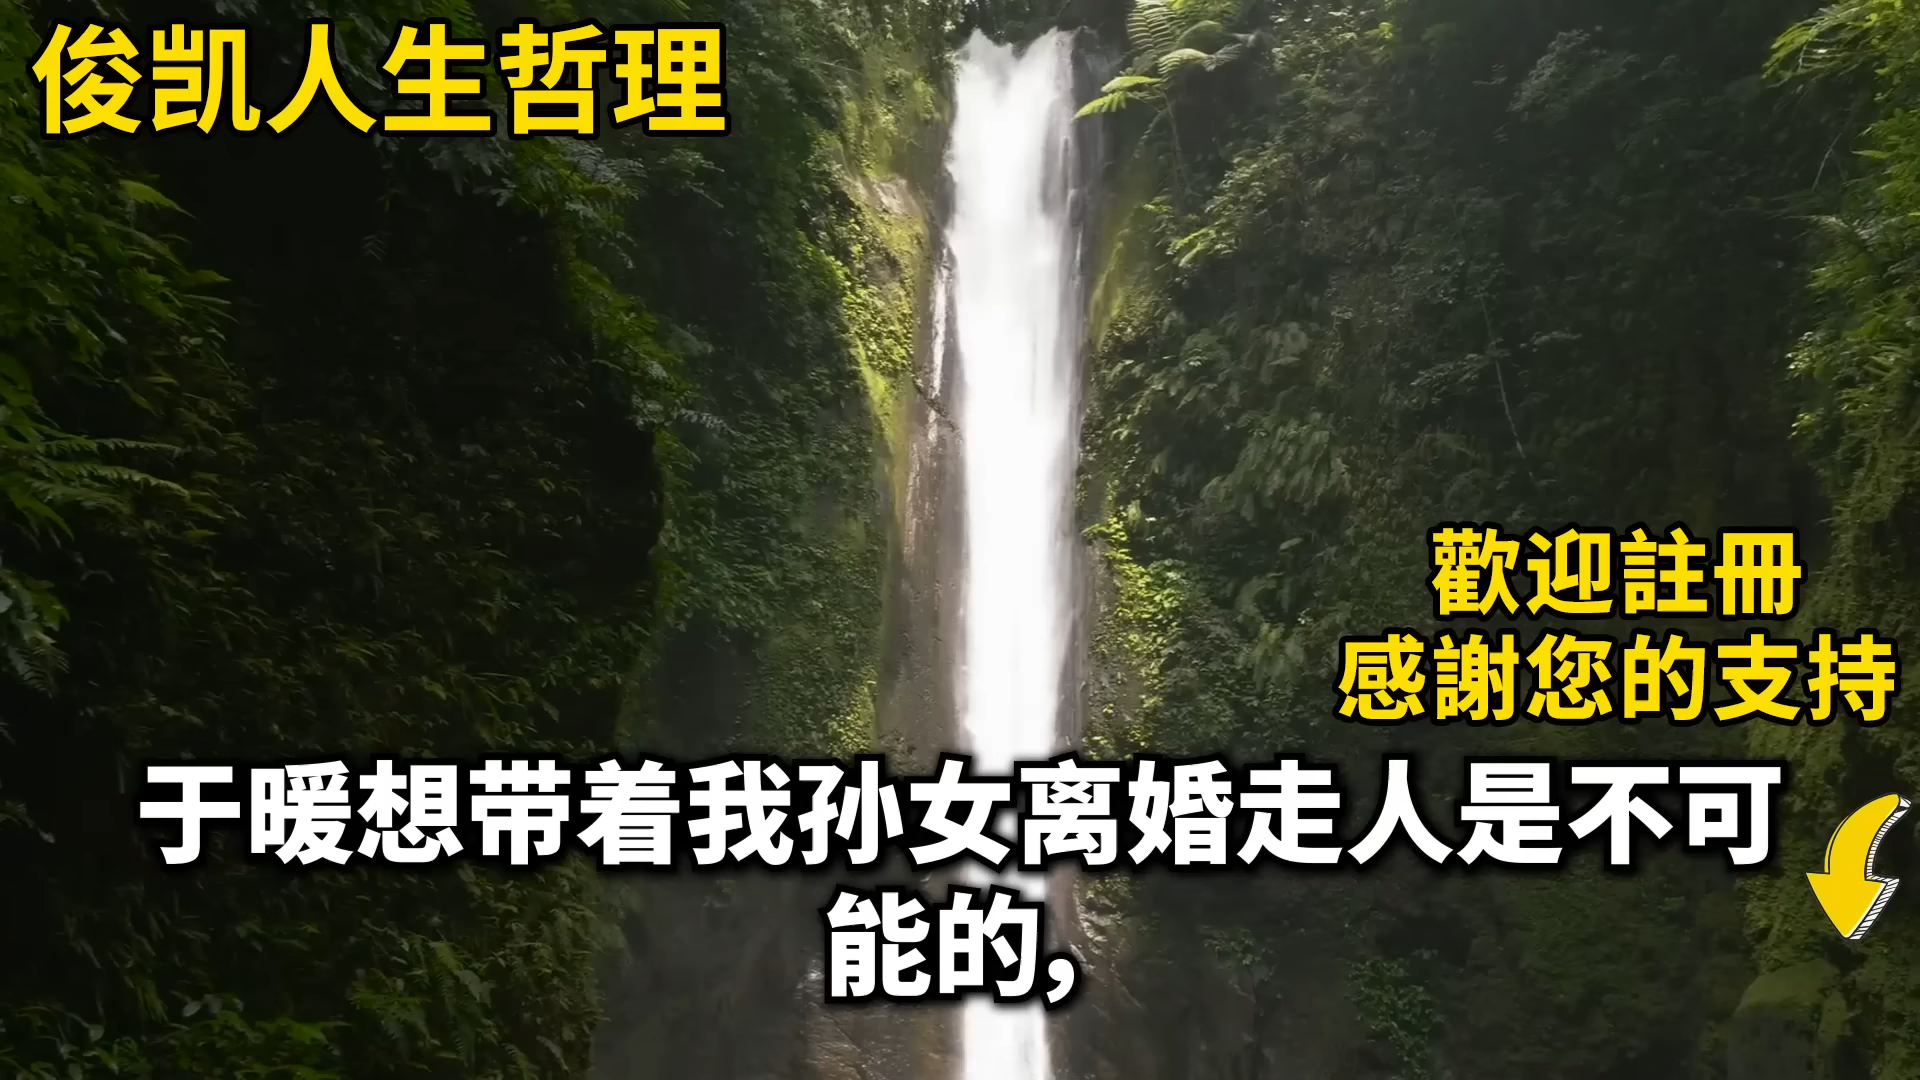 俊凯人生哲理
歡迎註冊
感謝您的支持
于暖想带着我孙女离婚走人是不可
能的,